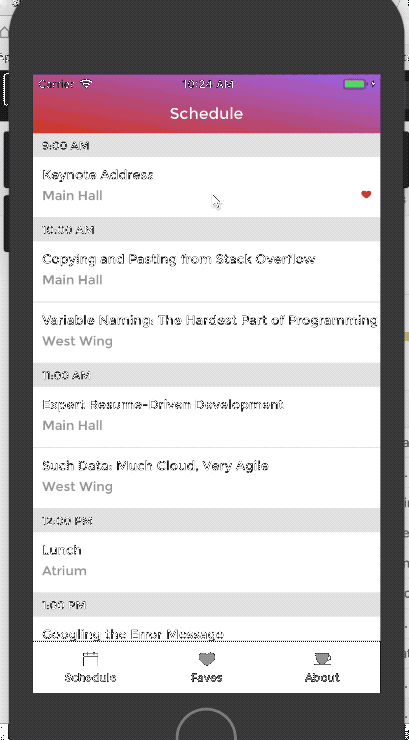 Carrier 10:24 AM
Schedule
9:00 AM
Keynote Address
Main Hall
10:00 AM
Copying and Pasting from Stack Overflow
Main Hall
Variable Naming: The Hardest Part of Programming
West Wing
11:00 AM
Expert Resume-Driven Development
Main Hall
Such Data: Much Cloud, Very Agile
West Wing
12:00 PM
Lunch
Atrium
1:00 PM
Googling the Error Message
Schedule Faves About